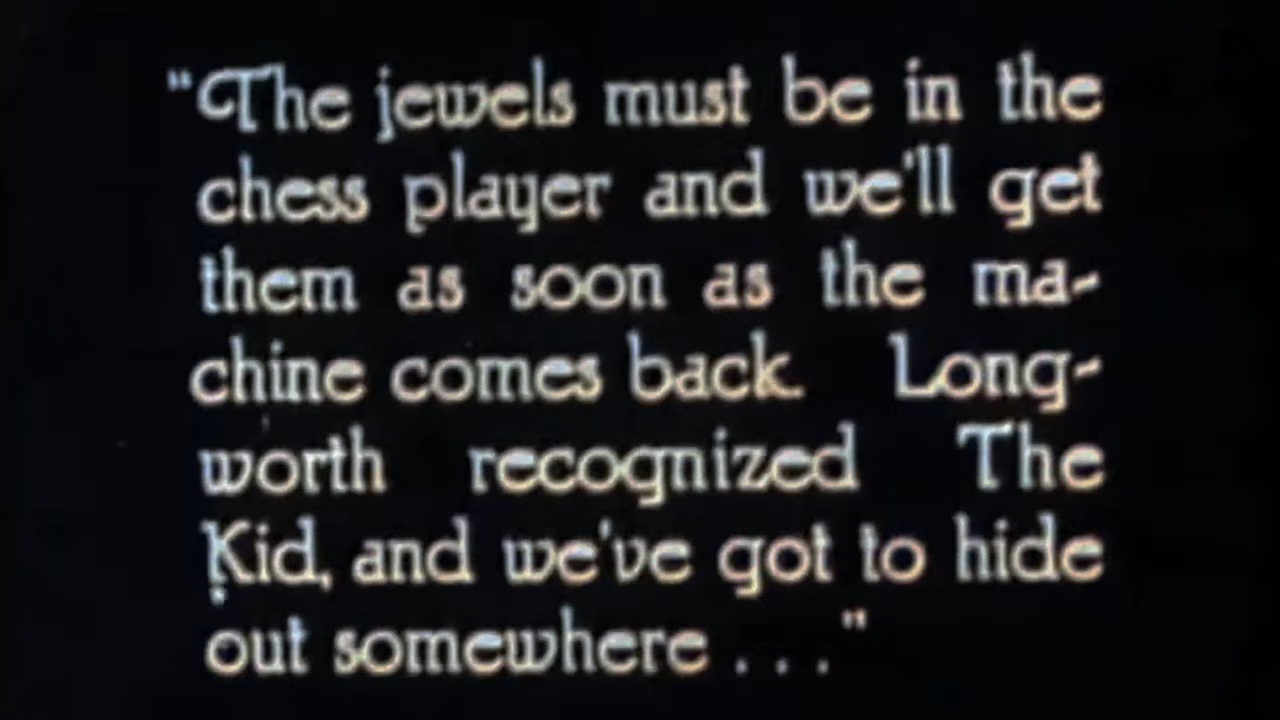 "The jewels must be in the
chess player and we'll get
them as soon as the ma-
chine comes back. Long-
worth recognized The
Kid, and we've got to hide
out somewhere . . ."